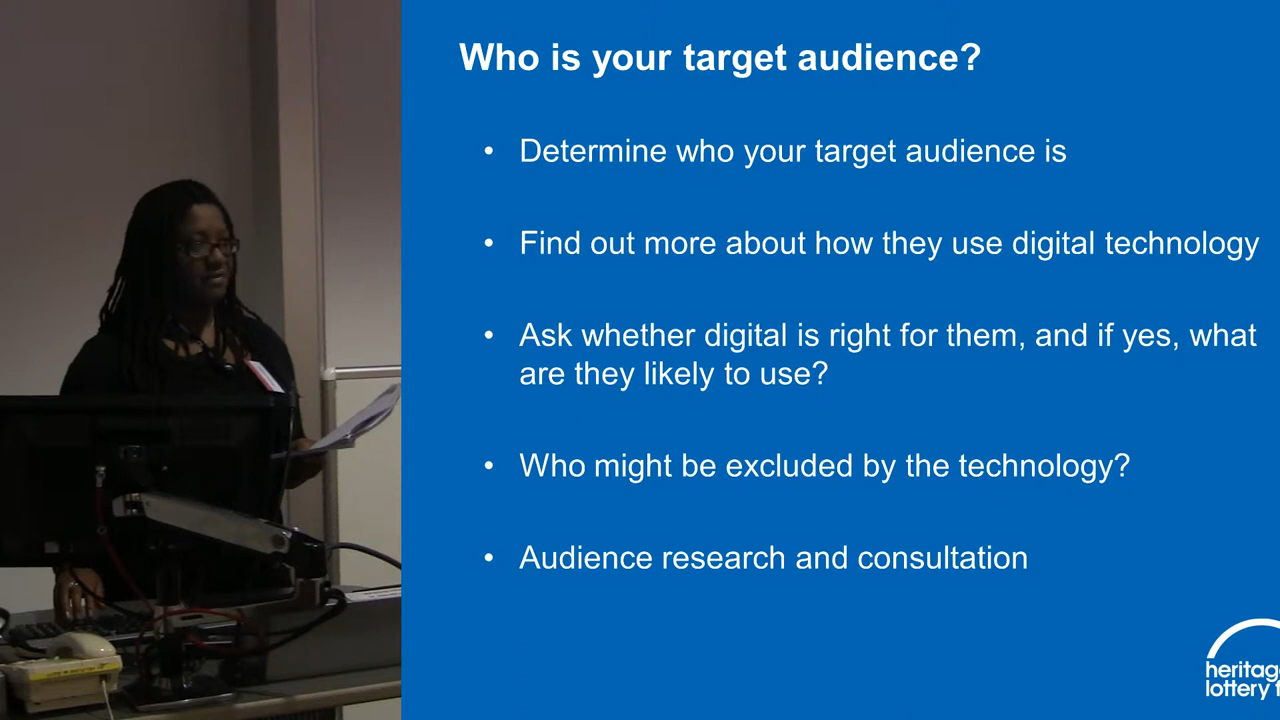 Who is your target audience?
• Determine who your target audience is
• Find out more about how they use digital technology
• Ask whether digital is right for them, and if yes, what
are they likely to use?
• Who might be excluded by the technology?
• Audience research and consultation
heritag
lottery f